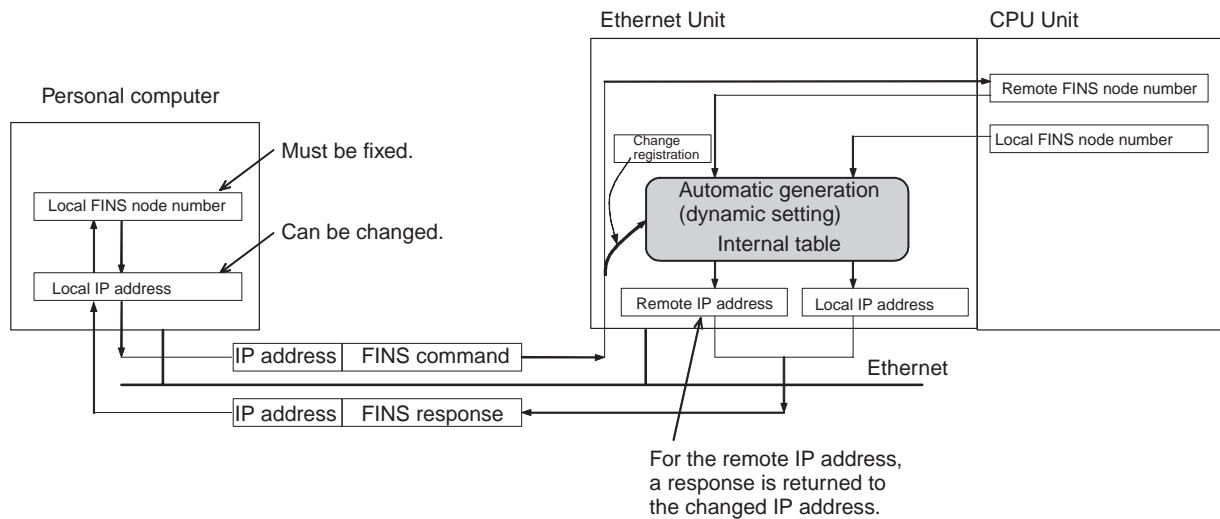 Ethernet Unit
CPU Unit
Personal computer
Remote FINS node number
Change
registration
Local FINS node number
Must be fixed.
Automatic generation
(dynamic setting)
Internal table
Local FINS node number
Can be changed.
Local IP address
Remote IP address
Local IP address
IP address
FINS command
Ethernet
IP address
FINS response
For the remote IP address,
a response is returned to
the changed IP address.